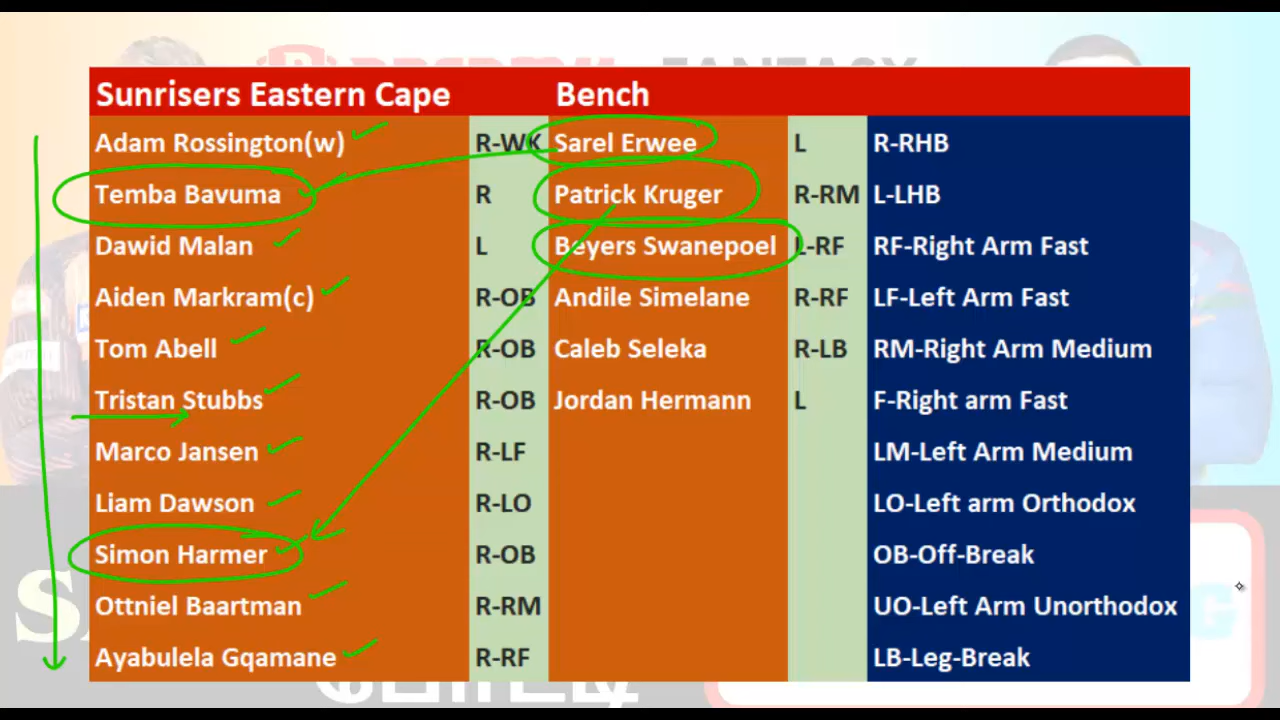 Sunrisers Eastern Cape Bench
Adam Rossington(w) R-WK Sarel Erwee L R-RHB
Temba Bavuma R Patrick Kruger R-RM L-LHB
Dawid Malan L Beyers Swanepoel L-RF RF-Right Arm Fast
Aiden Markram(c) R-OB Andile Simelane R-RF LF-Left Arm Fast
Tom Abell R-OB Caleb Seleka R-LB RM-Right Arm Medium
Tristan Stubbs R-OB Jordan Hermann L F-Right arm Fast
Marco Jansen R-LF LM-Left Arm Medium
Liam Dawson R-LO LO-Left arm Orthodox
Simon Harmer R-OB OB-Off-Break
Ottniel Baartman R-RM UO-Left Arm Unorthodox
Ayabulela Gqamane R-RF LB-Leg-Break